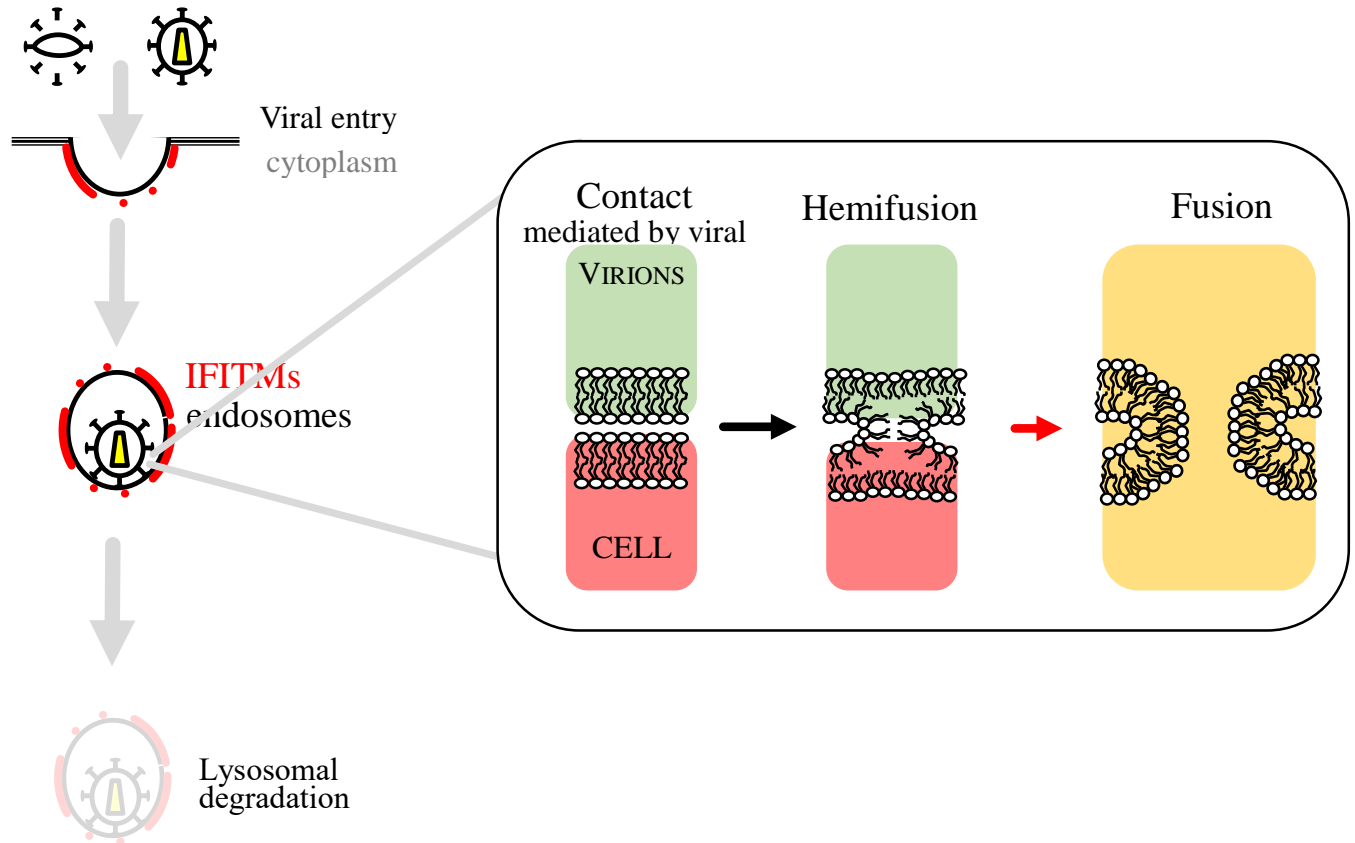 Viral entry
cytoplasm
IFITMs
endosomes
Lysosomal
degradation
Contact
mediated by viral
VIRIONS
CELL
Hemifusion
Fusion